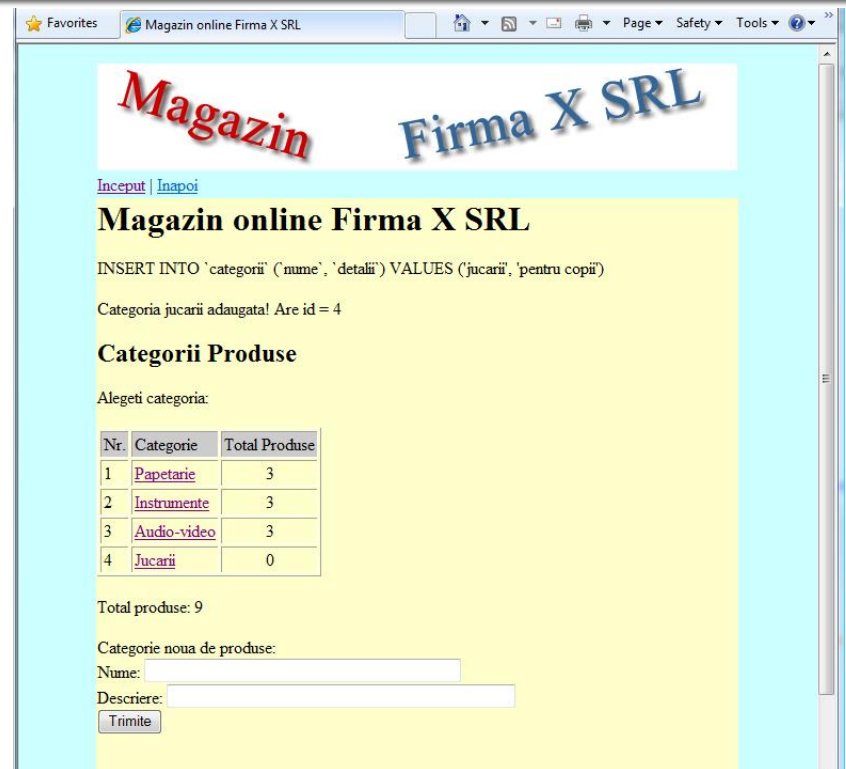 Favorites Magazin online Firma X SRL Page Safety Tools »
Magazin Firma X SRL
Inceput | Inapoi
Magazin online Firma X SRL
INSERT INTO `categorii` (`nume`, `detalii`) VALUES ('jucarii', 'pentru copii')
Categoria jucarii adaugata! Are id = 4
Categorii Produse
Alegeti categoria:
Nr. Categorie Total Produse
1 Papetarie 3
2 Instrumente 3
3 Audio-video 3
4 Jucarii 0
Total produse: 9
Categorie noua de produse:
Nume:
Descriere:
Trimite